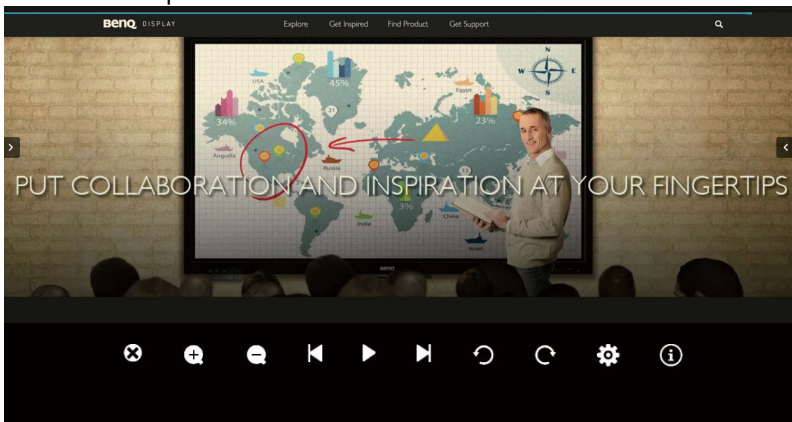 BenQ DISPLAY
Explore Get Inspired Find Product Get Support
N
W E
S
USA
45%
Egypt
34%
21
23%
Anguilla
Russia
PUT COLLABORATION AND INSPIRATION AT YOUR FINGERTIPS
3%
India
China
BenQ